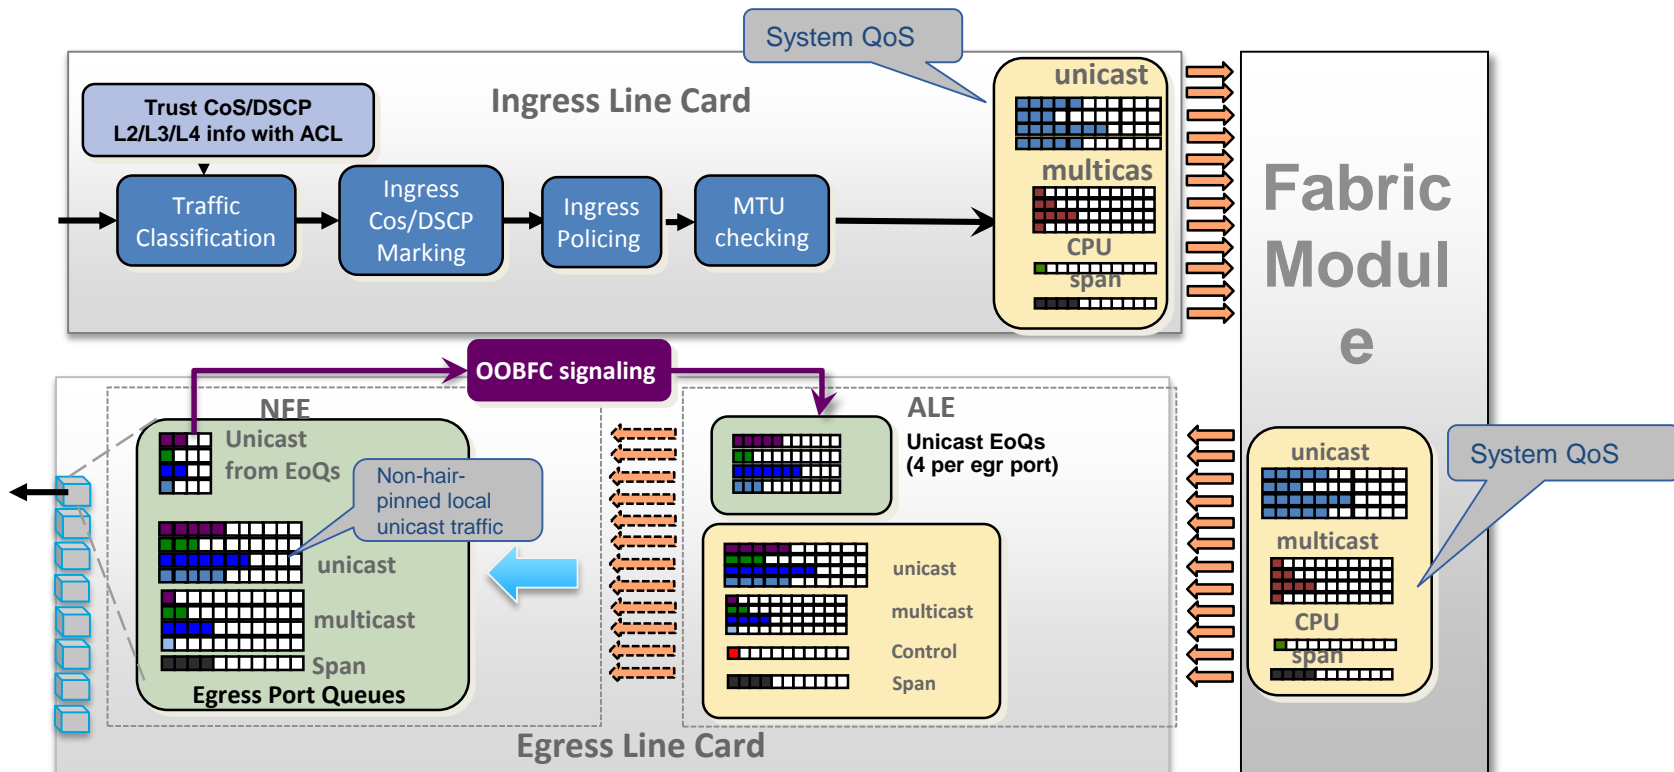 System QoS
unicast
Ingress Line Card
Trust CoS/DSCP
L2/L3/L4 info with ACL
multicas
Traffic
Classification
Ingress
Cos/DSCP
Marking
Ingress
Policing
MTU
checking
CPU
span
Fabric
Modul
e
OOBFC signaling
NFE
ALE
Unicast
from EoQs
Unicast EoQs
(4 per egr port)
Non-hair-
pinned local
unicast traffic
unicast
System QoS
unicast
unicast
multicast
multicast
multicast
CPU
Control
span
Span
Span
Egress Port Queues
Egress Line Card